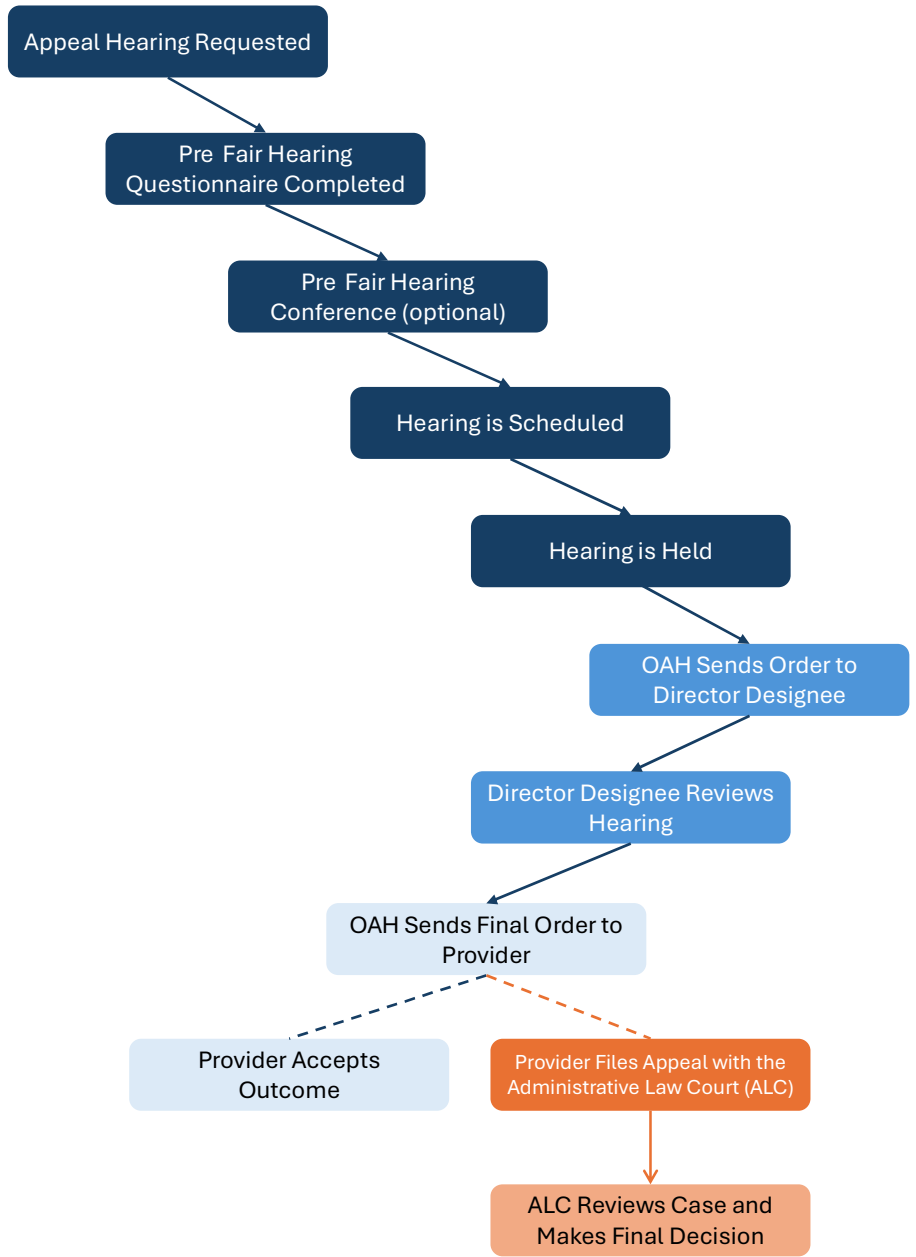 Appeal Hearing Requested
Pre Fair Hearing
Questionnaire Completed
Pre Fair Hearing
Conference (optional)
Hearing is Scheduled
Hearing is Held
OAH Sends Order to
Director Designee
Director Designee Reviews
Hearing
OAH Sends Final Order to
Provider
Provider Accepts
Outcome
Provider Files Appeal with the
Administrative Law Court (ALC)
ALC Reviews Case and
Makes Final Decision